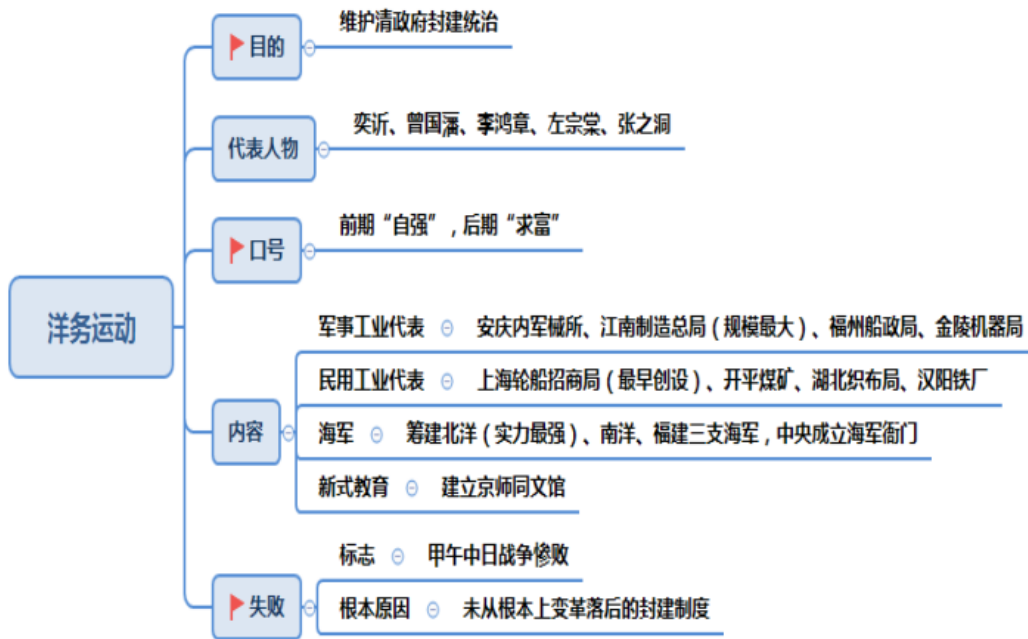 洋务运动
目的
维护清政府封建统治
代表人物
奕䜣、曾国藩、李鸿章、左宗棠、张之洞
口号
前期“自强”，后期“求富”
内容
军事工业代表 安庆内军械所、江南制造总局（规模最大）、福州船政局、金陵机器局
民用工业代表 上海轮船招商局（最早创设）、开平煤矿、湖北织布局、汉阳铁厂
海军 筹建北洋（实力最强）、南洋、福建三支海军，中央成立海军衙门
新式教育 建立京师同文馆
失败
标志 甲午中日战争惨败
根本原因 未从根本上变革落后的封建制度